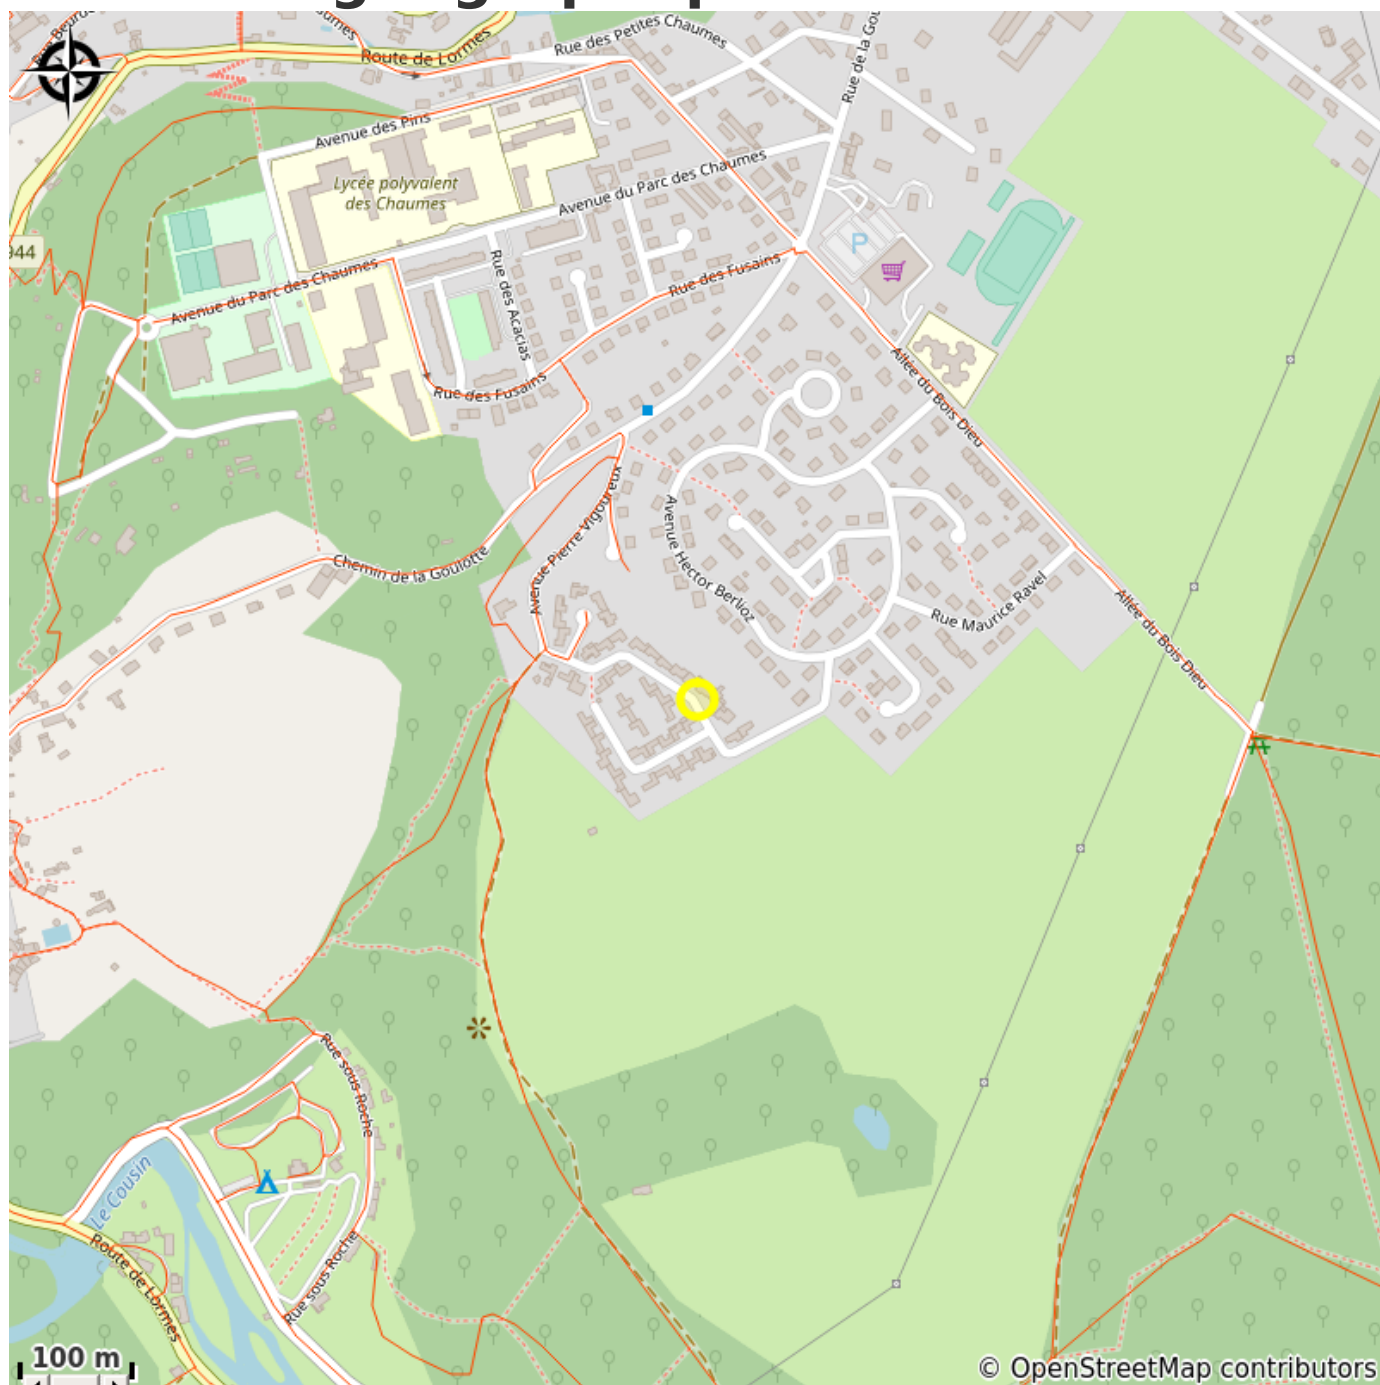 Route de Lormes
Rue des Petites Chaumes
Rue de la Gou
Avenue des Pins
Lycée polyvalent
des Chaumes
Avenue du Parc des Chaumes
944
Avenue du Parc des Chaumes
Rue des Acacias
Rue des Fusains
P
Rue des Fusains
Allée du Bois Dieu
Avenue Pierre Vigoureux
Avenue Hector Berlioz
Chemin de la Goulotte
Rue Maurice Ravel
Allée du Bois Dieu
Rue sous Roche
Le Cousin
Route de Lormes
Rue sous Roche
100 m
© OpenStreetMap contributors